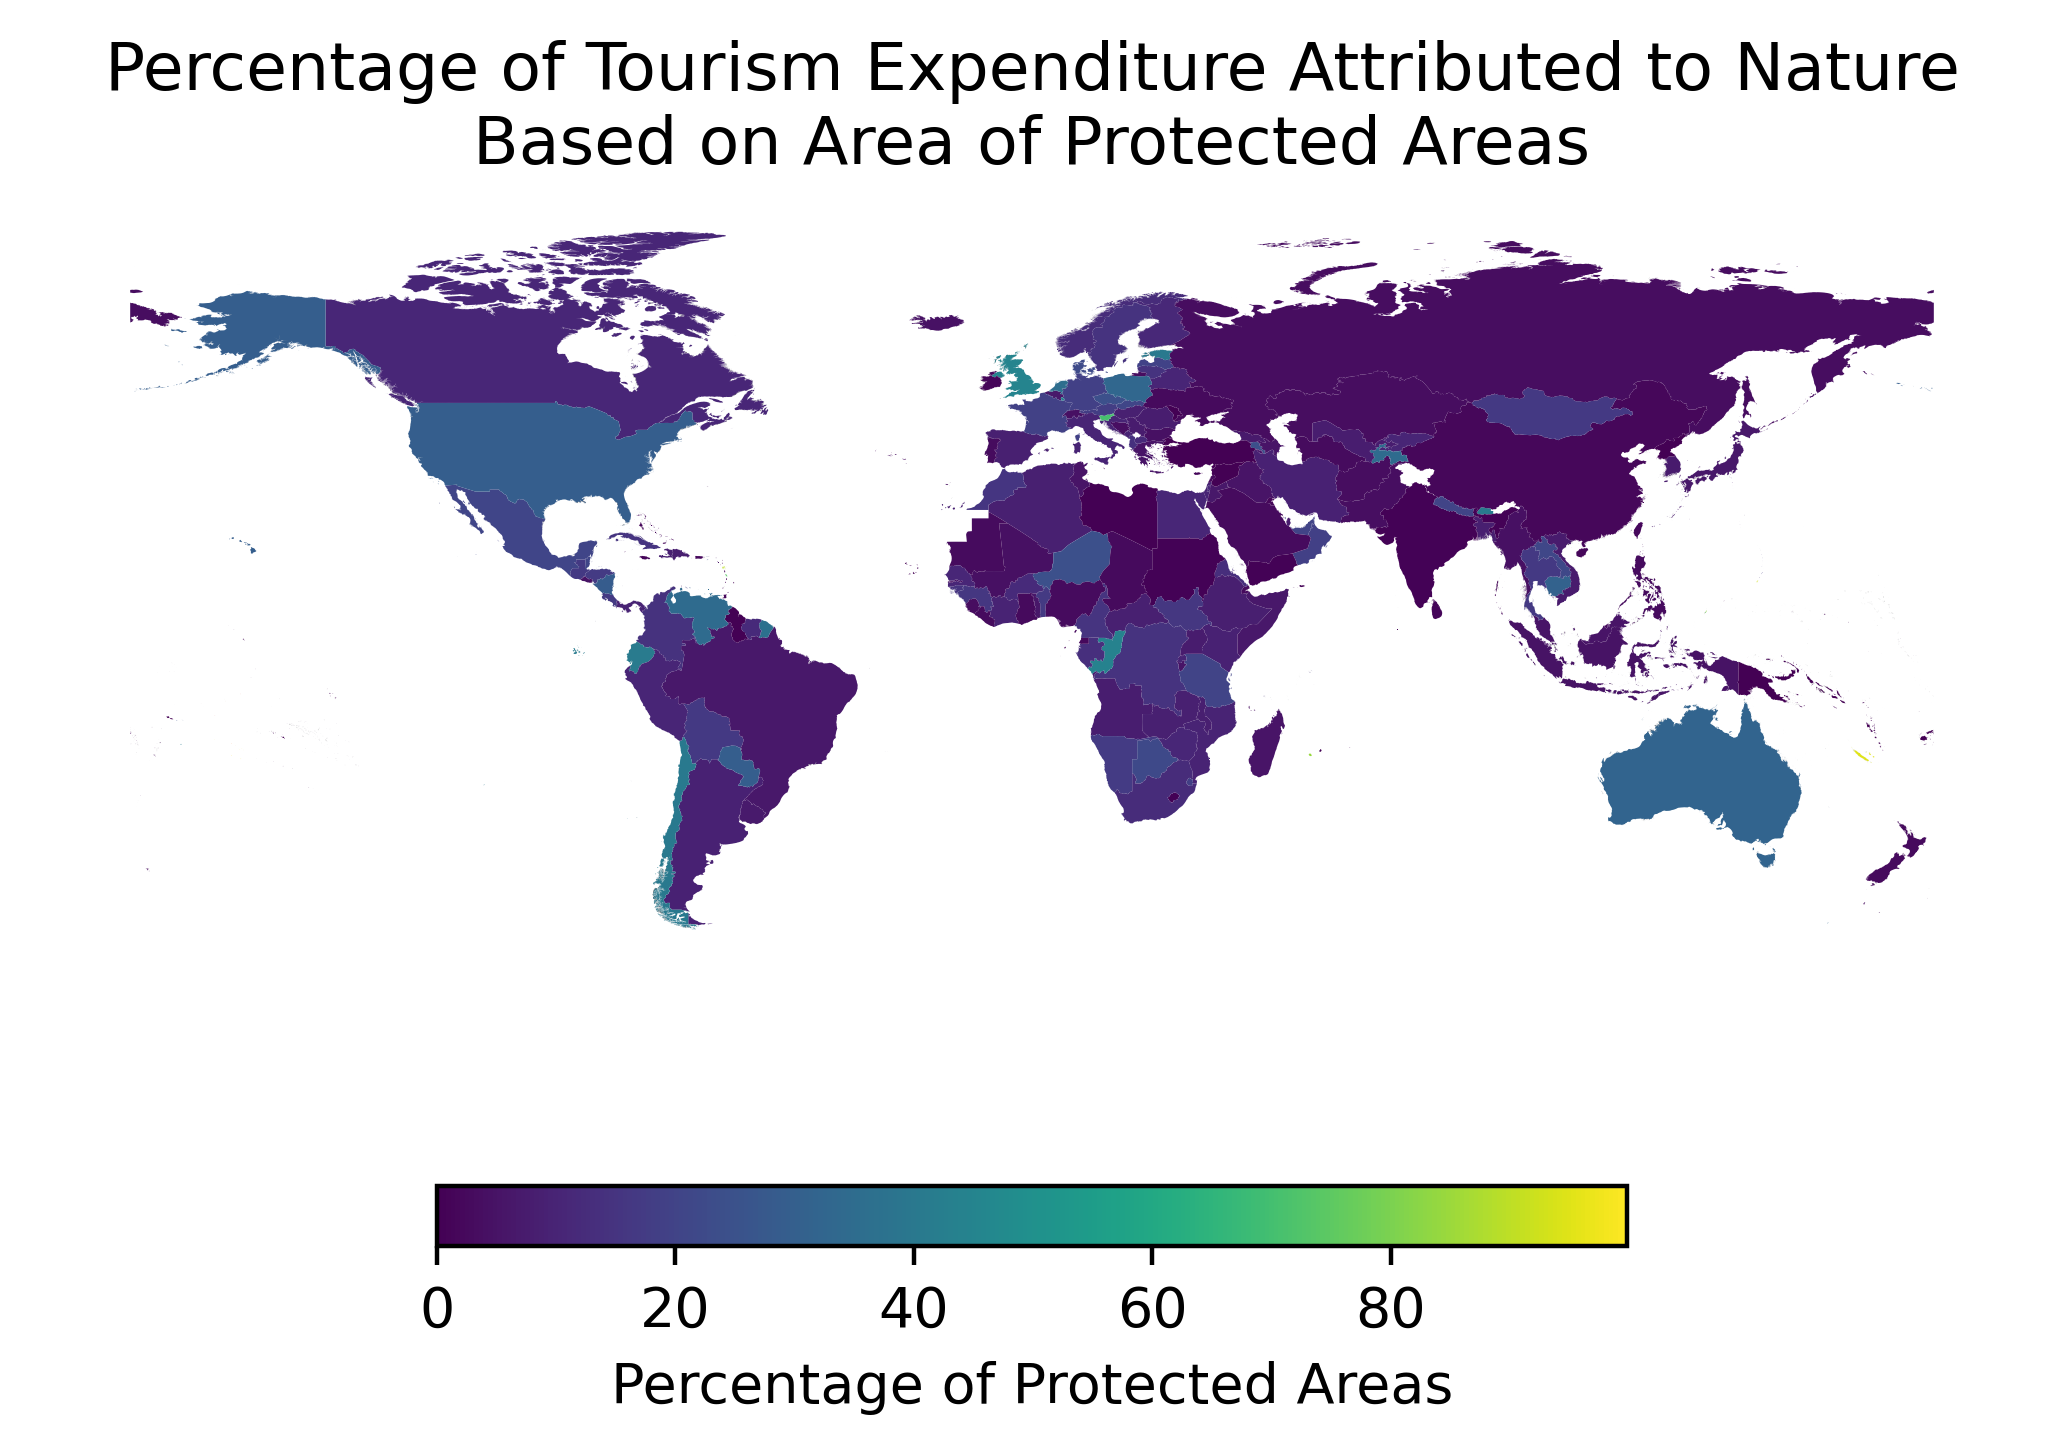 Percentage of Tourism Expenditure Attributed to Nature
Based on Area of Protected Areas
0 20 40 60 80
Percentage of Protected Areas